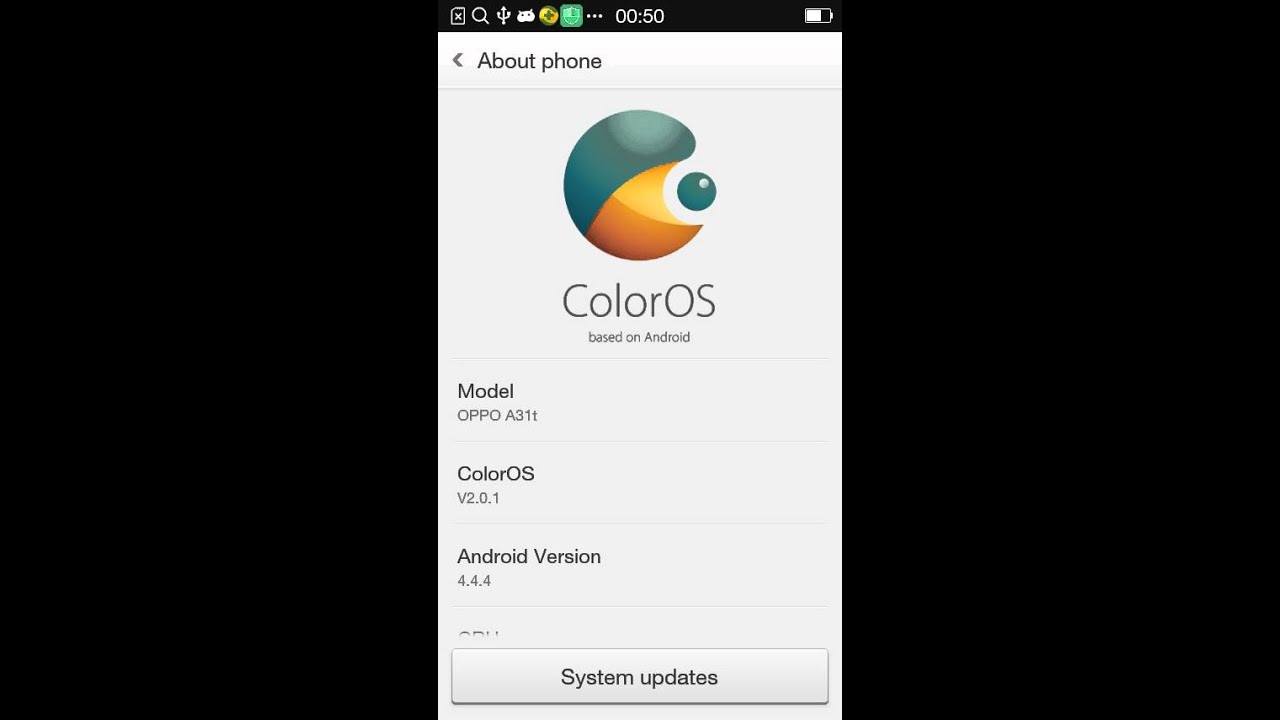 00:50
About phone
ColorOS
based on Android
Model
OPPO A31t
ColorOS
V2.0.1
Android Version
4.4.4
System updates